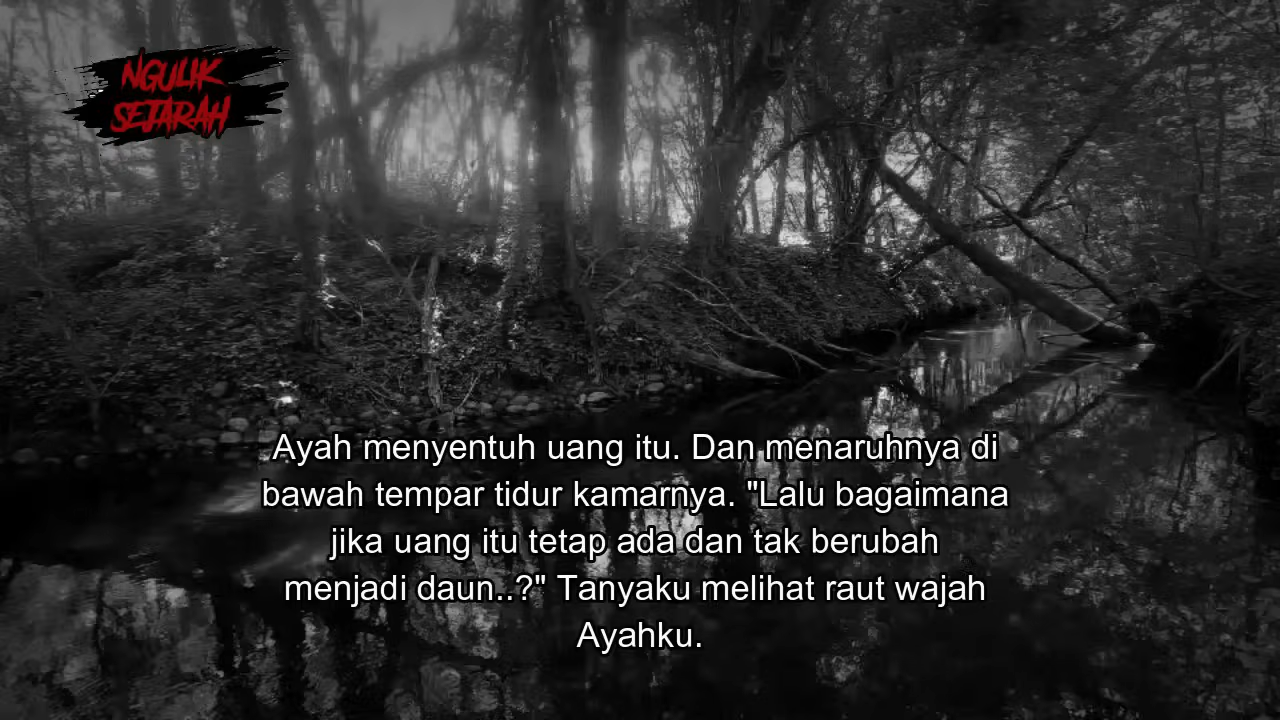 NGULIK
SEJARAH
Ayah menyentuh uang itu. Dan menaruhnya di
bawah tempar tidur kamarnya. "Lalu bagaimana
jika uang itu tetap ada dan tak berubah
menjadi daun..?" Tanyaku melihat raut wajah
Ayahku.